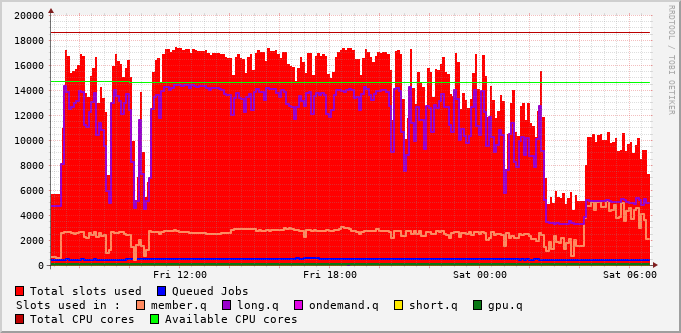 RRDTOOL / TOBI OETIKER
20000
18000
16000
14000
12000
10000
8000
6000
4000
2000
0
Fri 12:00 Fri 18:00 Sat 00:00 Sat 06:00
Total slots used Queued Jobs
Slots used in : member.q long.q ondemand.q short.q gpu.q
Total CPU cores Available CPU cores